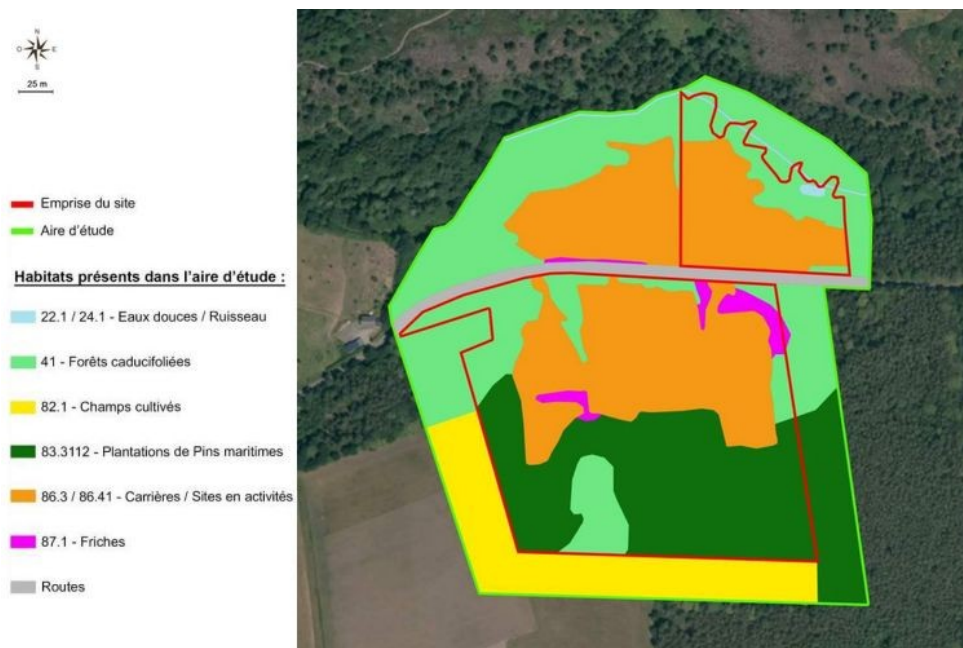 N
O E
S
25 m
Emprise du site
Aire d'étude
Habitats présents dans l'aire d'étude :
22.1 / 24.1 - Eaux douces / Ruisseau
41 - Forêts caducifoliées
82.1 - Champs cultivés
83.3112 - Plantations de Pins maritimes
86.3 / 86.41 - Carrières / Sites en activités
87.1 - Friches
Routes